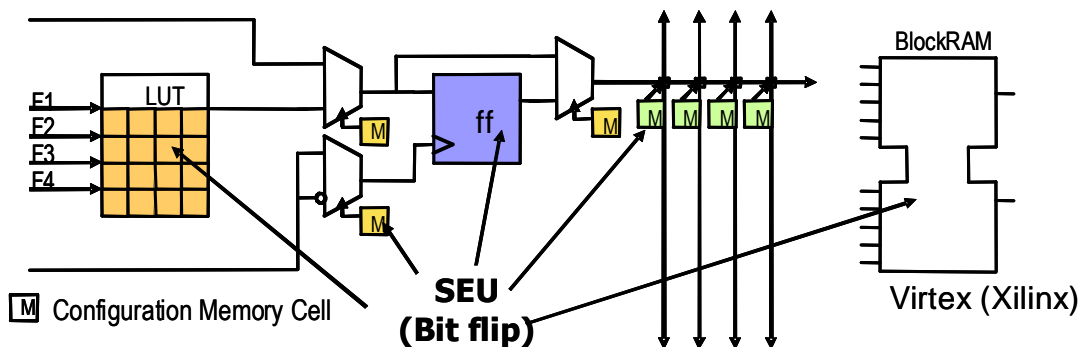 BlockRAM
LUT
F1
F2
F3
F4
ff
M
M
M
M
M
M
M
SEU
(Bit flip)
M Configuration Memory Cell
Virtex (Xilinx)